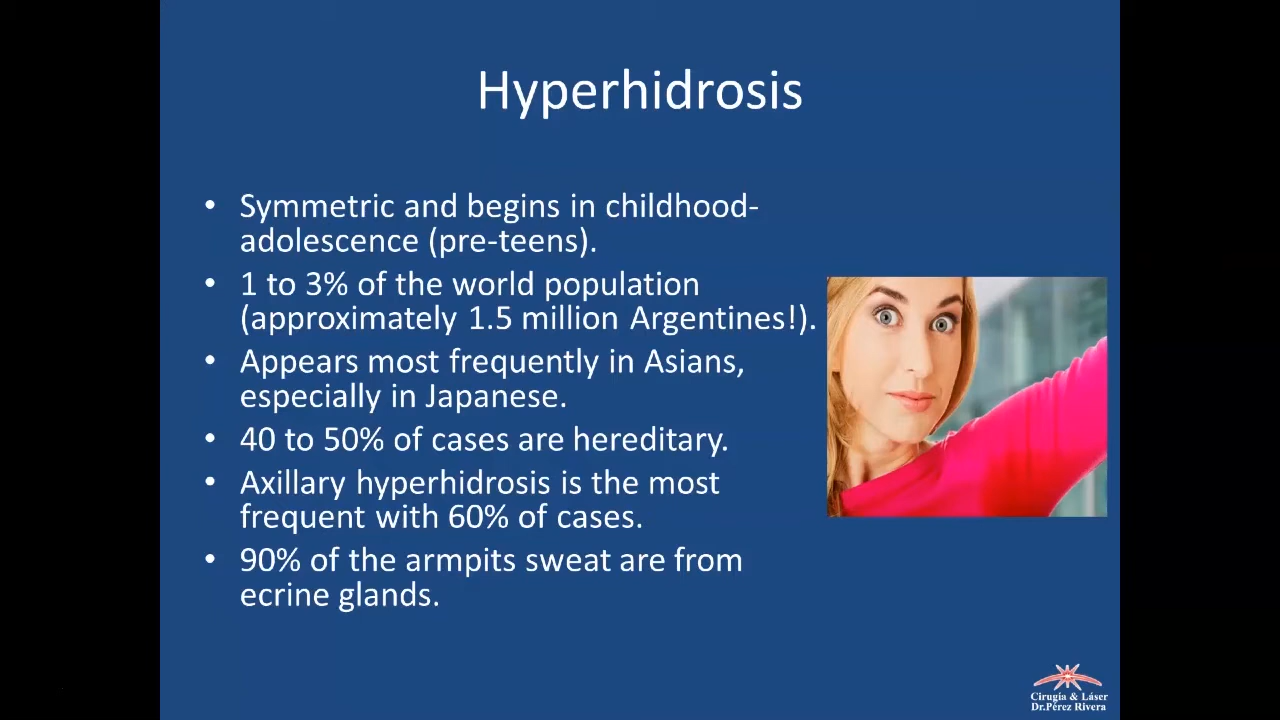 Hyperhidrosis
• Symmetric and begins in childhood-
adolescence (pre-teens).
• 1 to 3% of the world population
(approximately 1.5 million Argentines!).
• Appears most frequently in Asians,
especially in Japanese.
• 40 to 50% of cases are hereditary.
• Axillary hyperhidrosis is the most
frequent with 60% of cases.
• 90% of the armpits sweat are from
ecrine glands.
Cirugía & Láser
Dr.Pérez Rivera